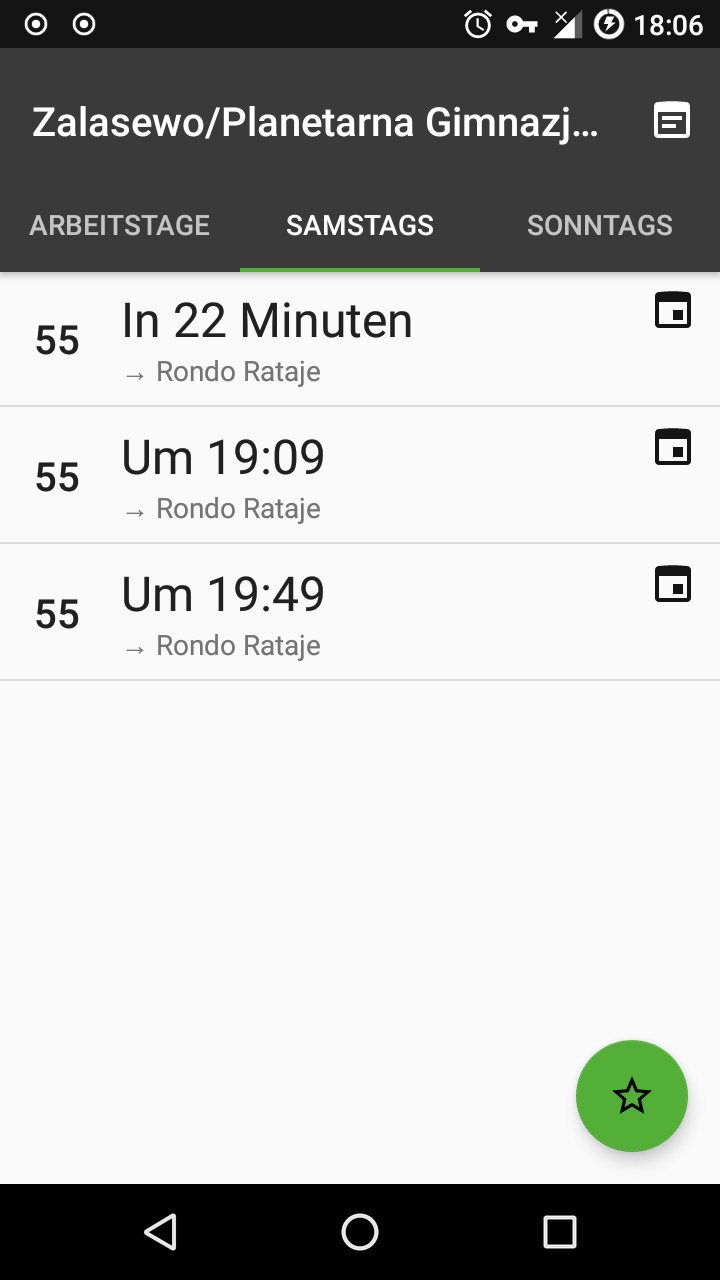 18:06
Zalasewo/Planetarna Gimnazj...
ARBEITSTAGE SAMSTAGS SONNTAGS
55 In 22 Minuten
→ Rondo Rataje
55 Um 19:09
→ Rondo Rataje
55 Um 19:49
→ Rondo Rataje